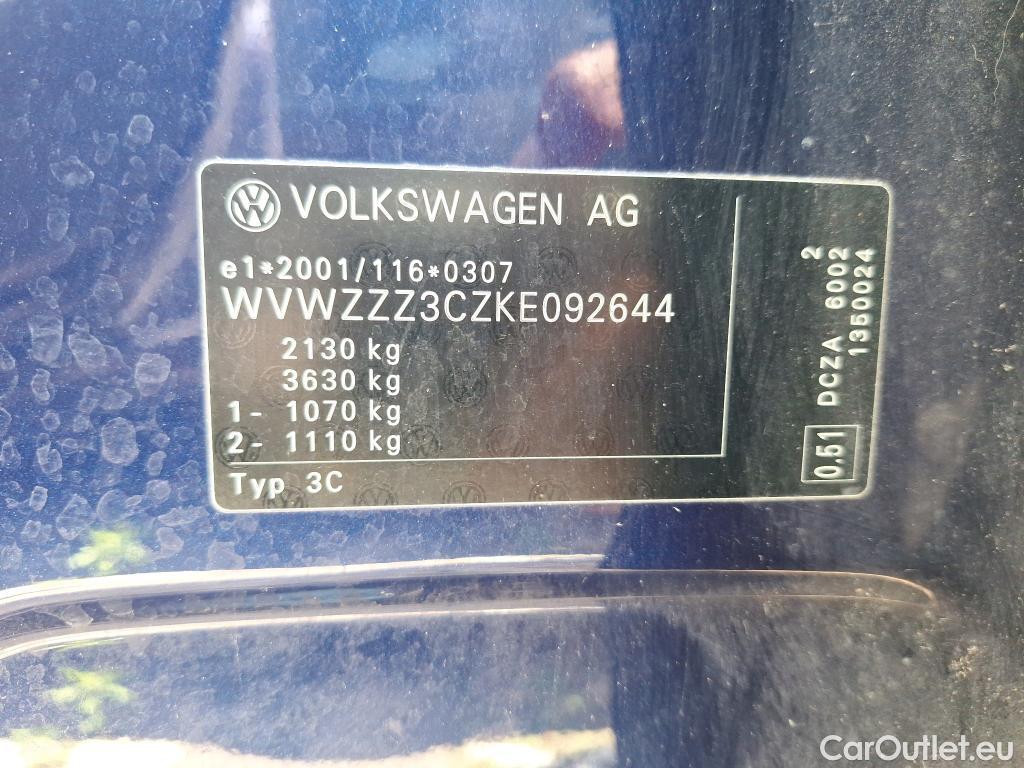 VOLKSWAGEN AG
e1*2001/116*0307
WVWZZZ3CZKE092644
2130 kg
3630 kg
1- 1070 kg
2- 1110 kg
Typ 3C
2
DCZA 6002
1350024
0,51
CarOutlet.eu